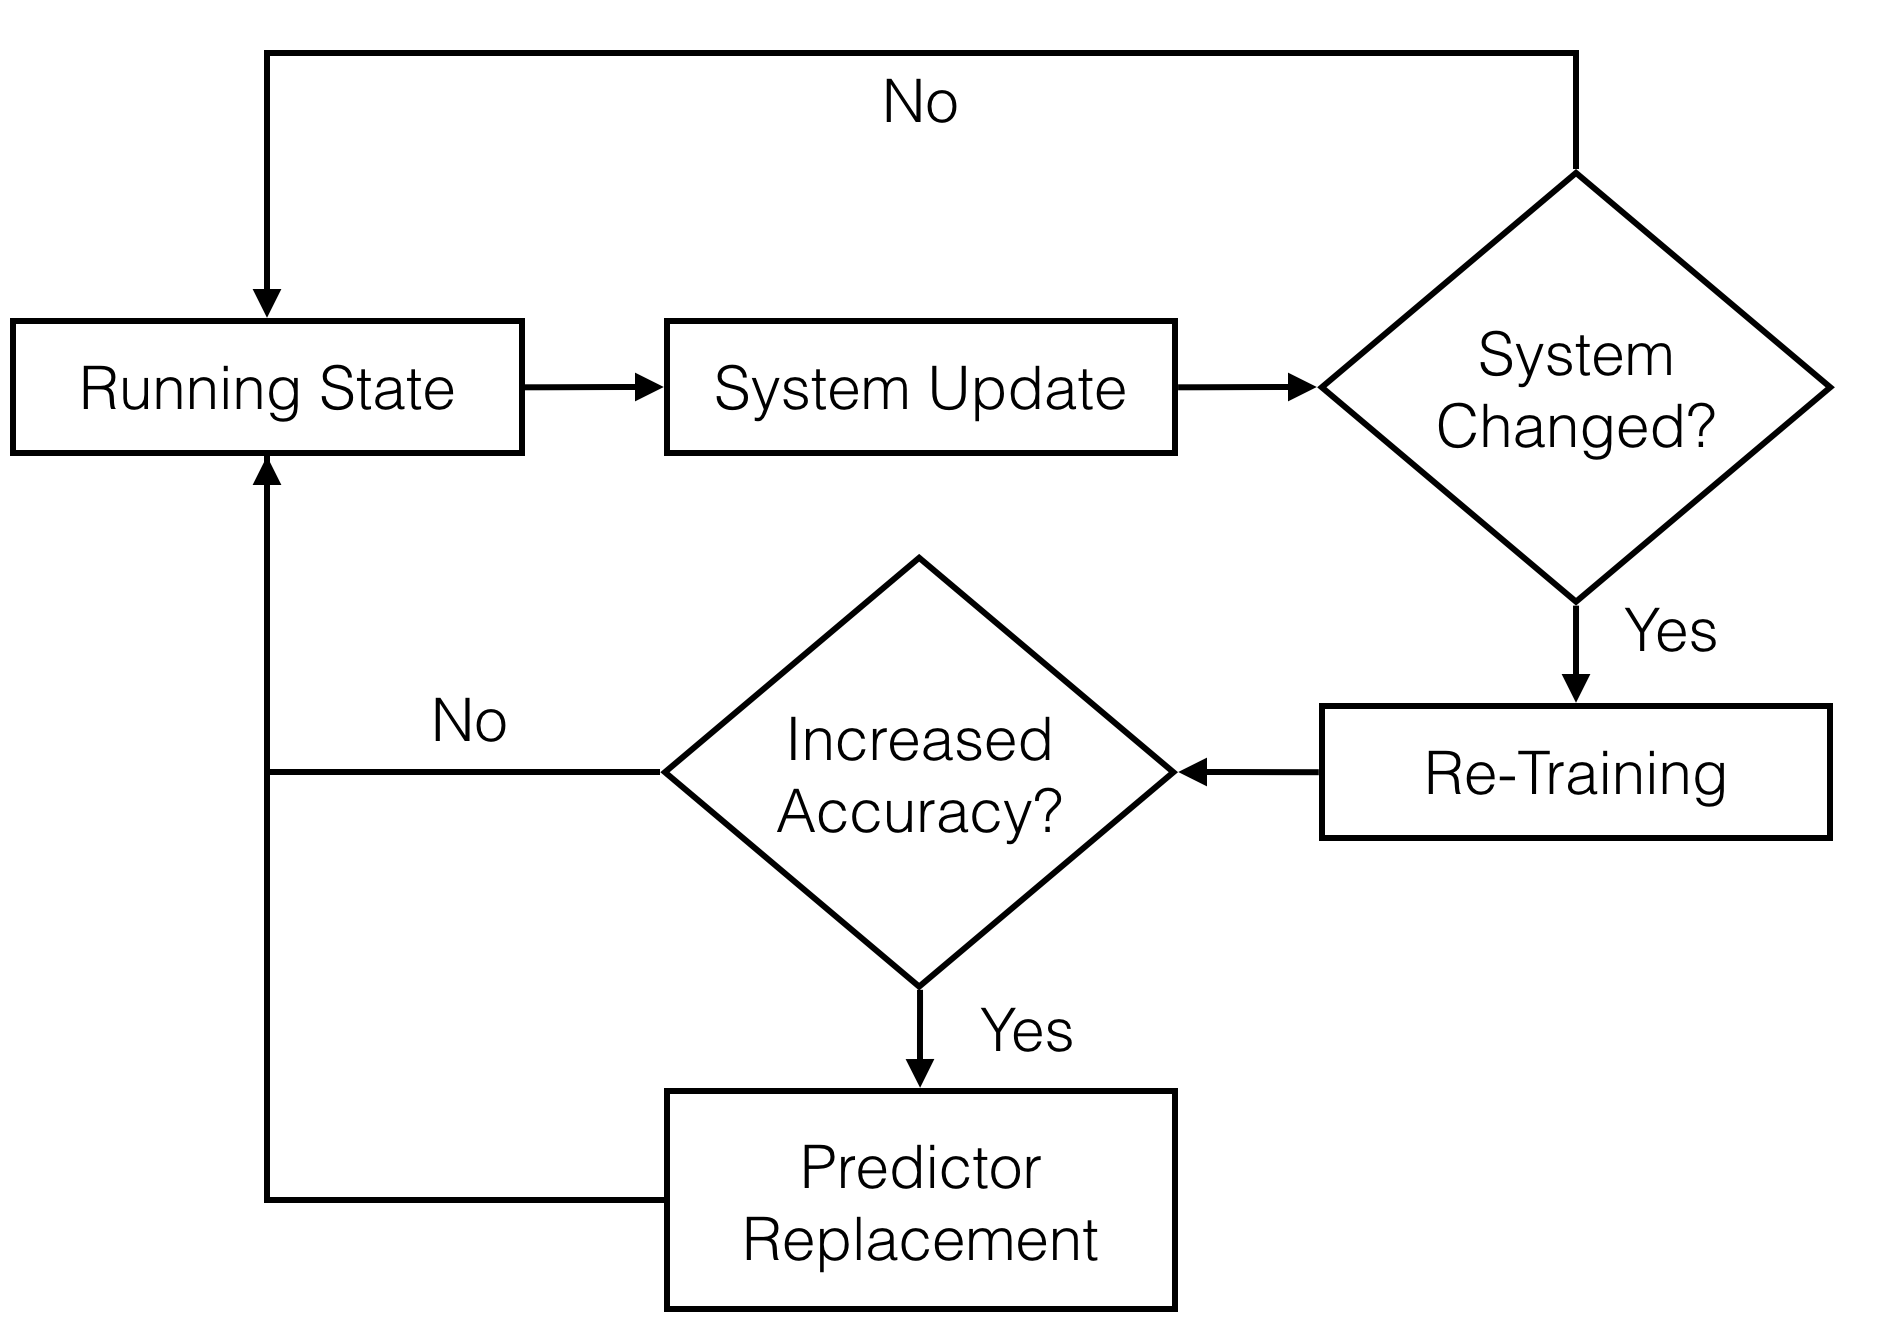 No
Running State
System Update
System
Changed?
Yes
No
Increased
Accuracy?
Re-Training
Yes
Predictor
Replacement